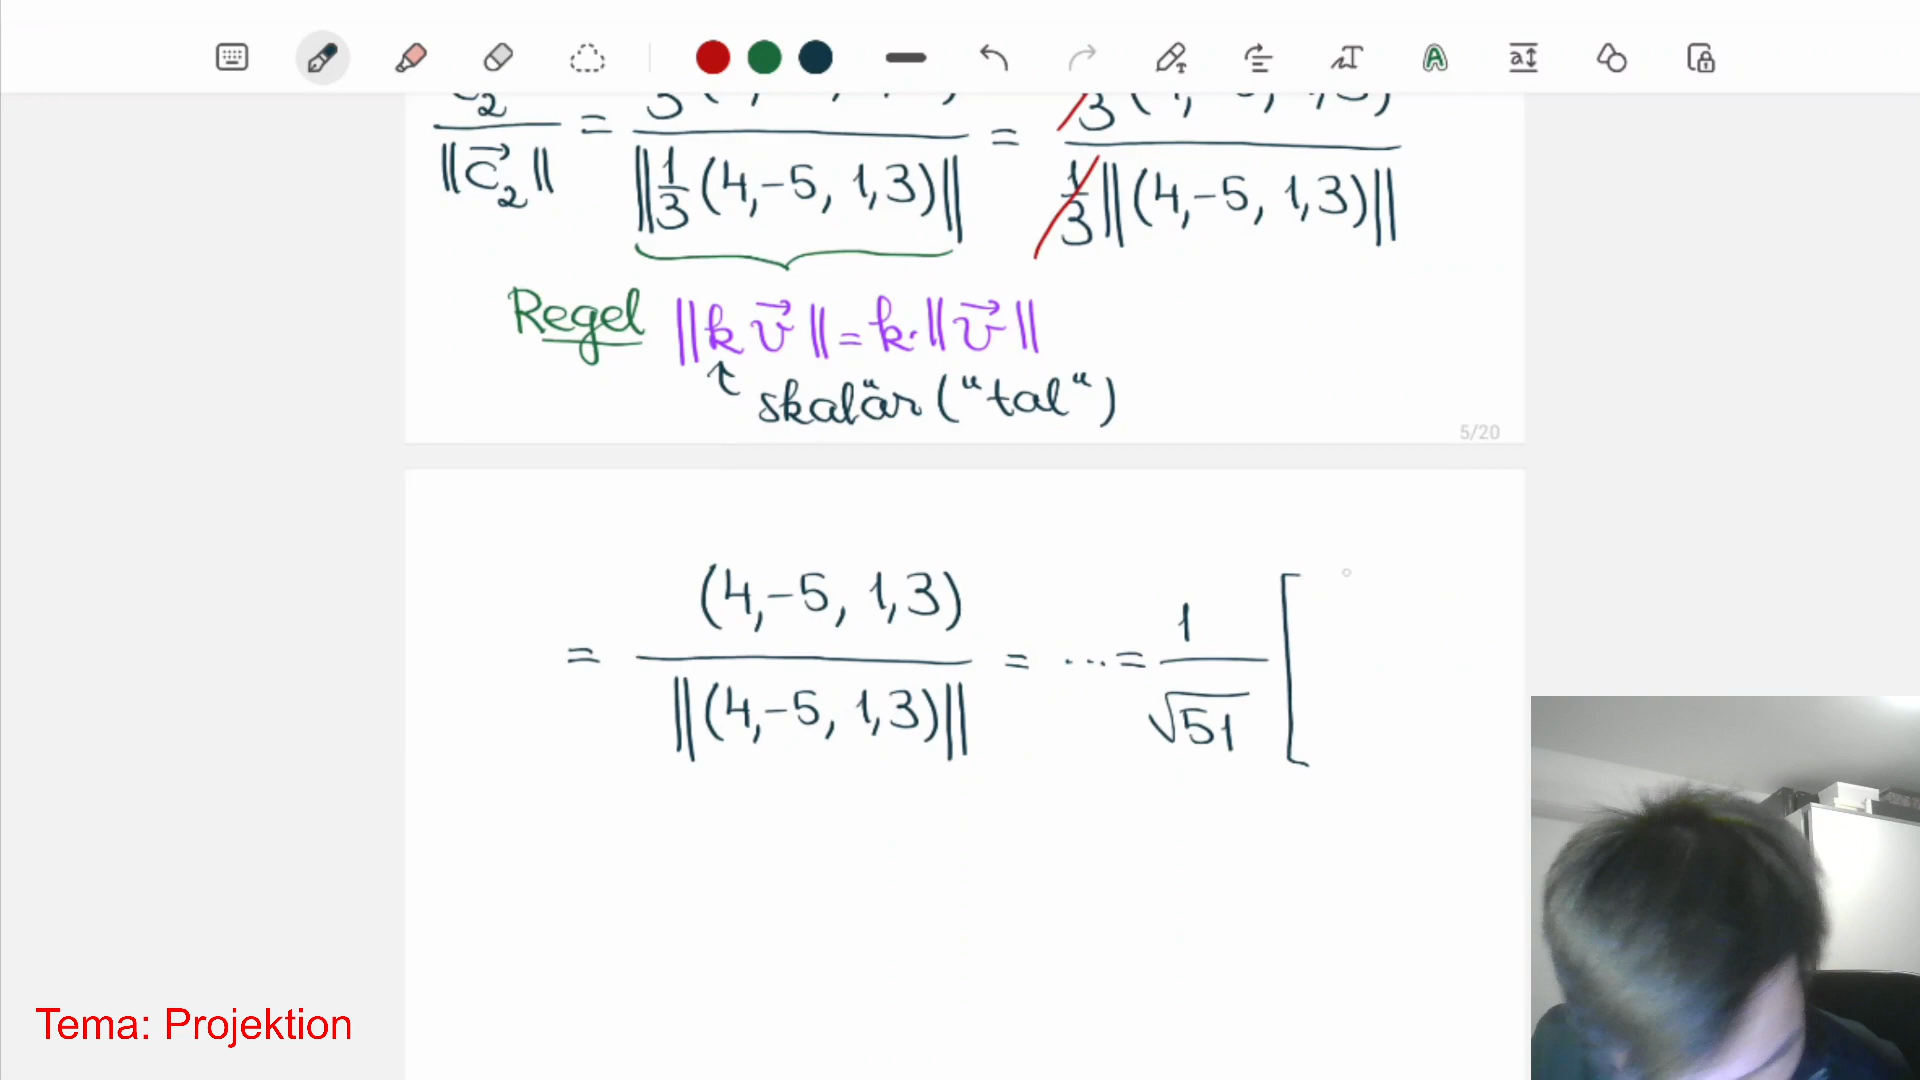 c⃗₂ / ‖c⃗₂‖ = / ‖1/3 (4,-5, 1,3)‖ = / 1/3 ‖(4,-5, 1,3)‖
Regel ‖k v⃗‖ = k·‖v⃗‖
↑ skalär ("tal")
5/20
= (4,-5, 1,3) / ‖(4,-5, 1,3)‖ = ... = 1/√51 [
Tema: Projektion